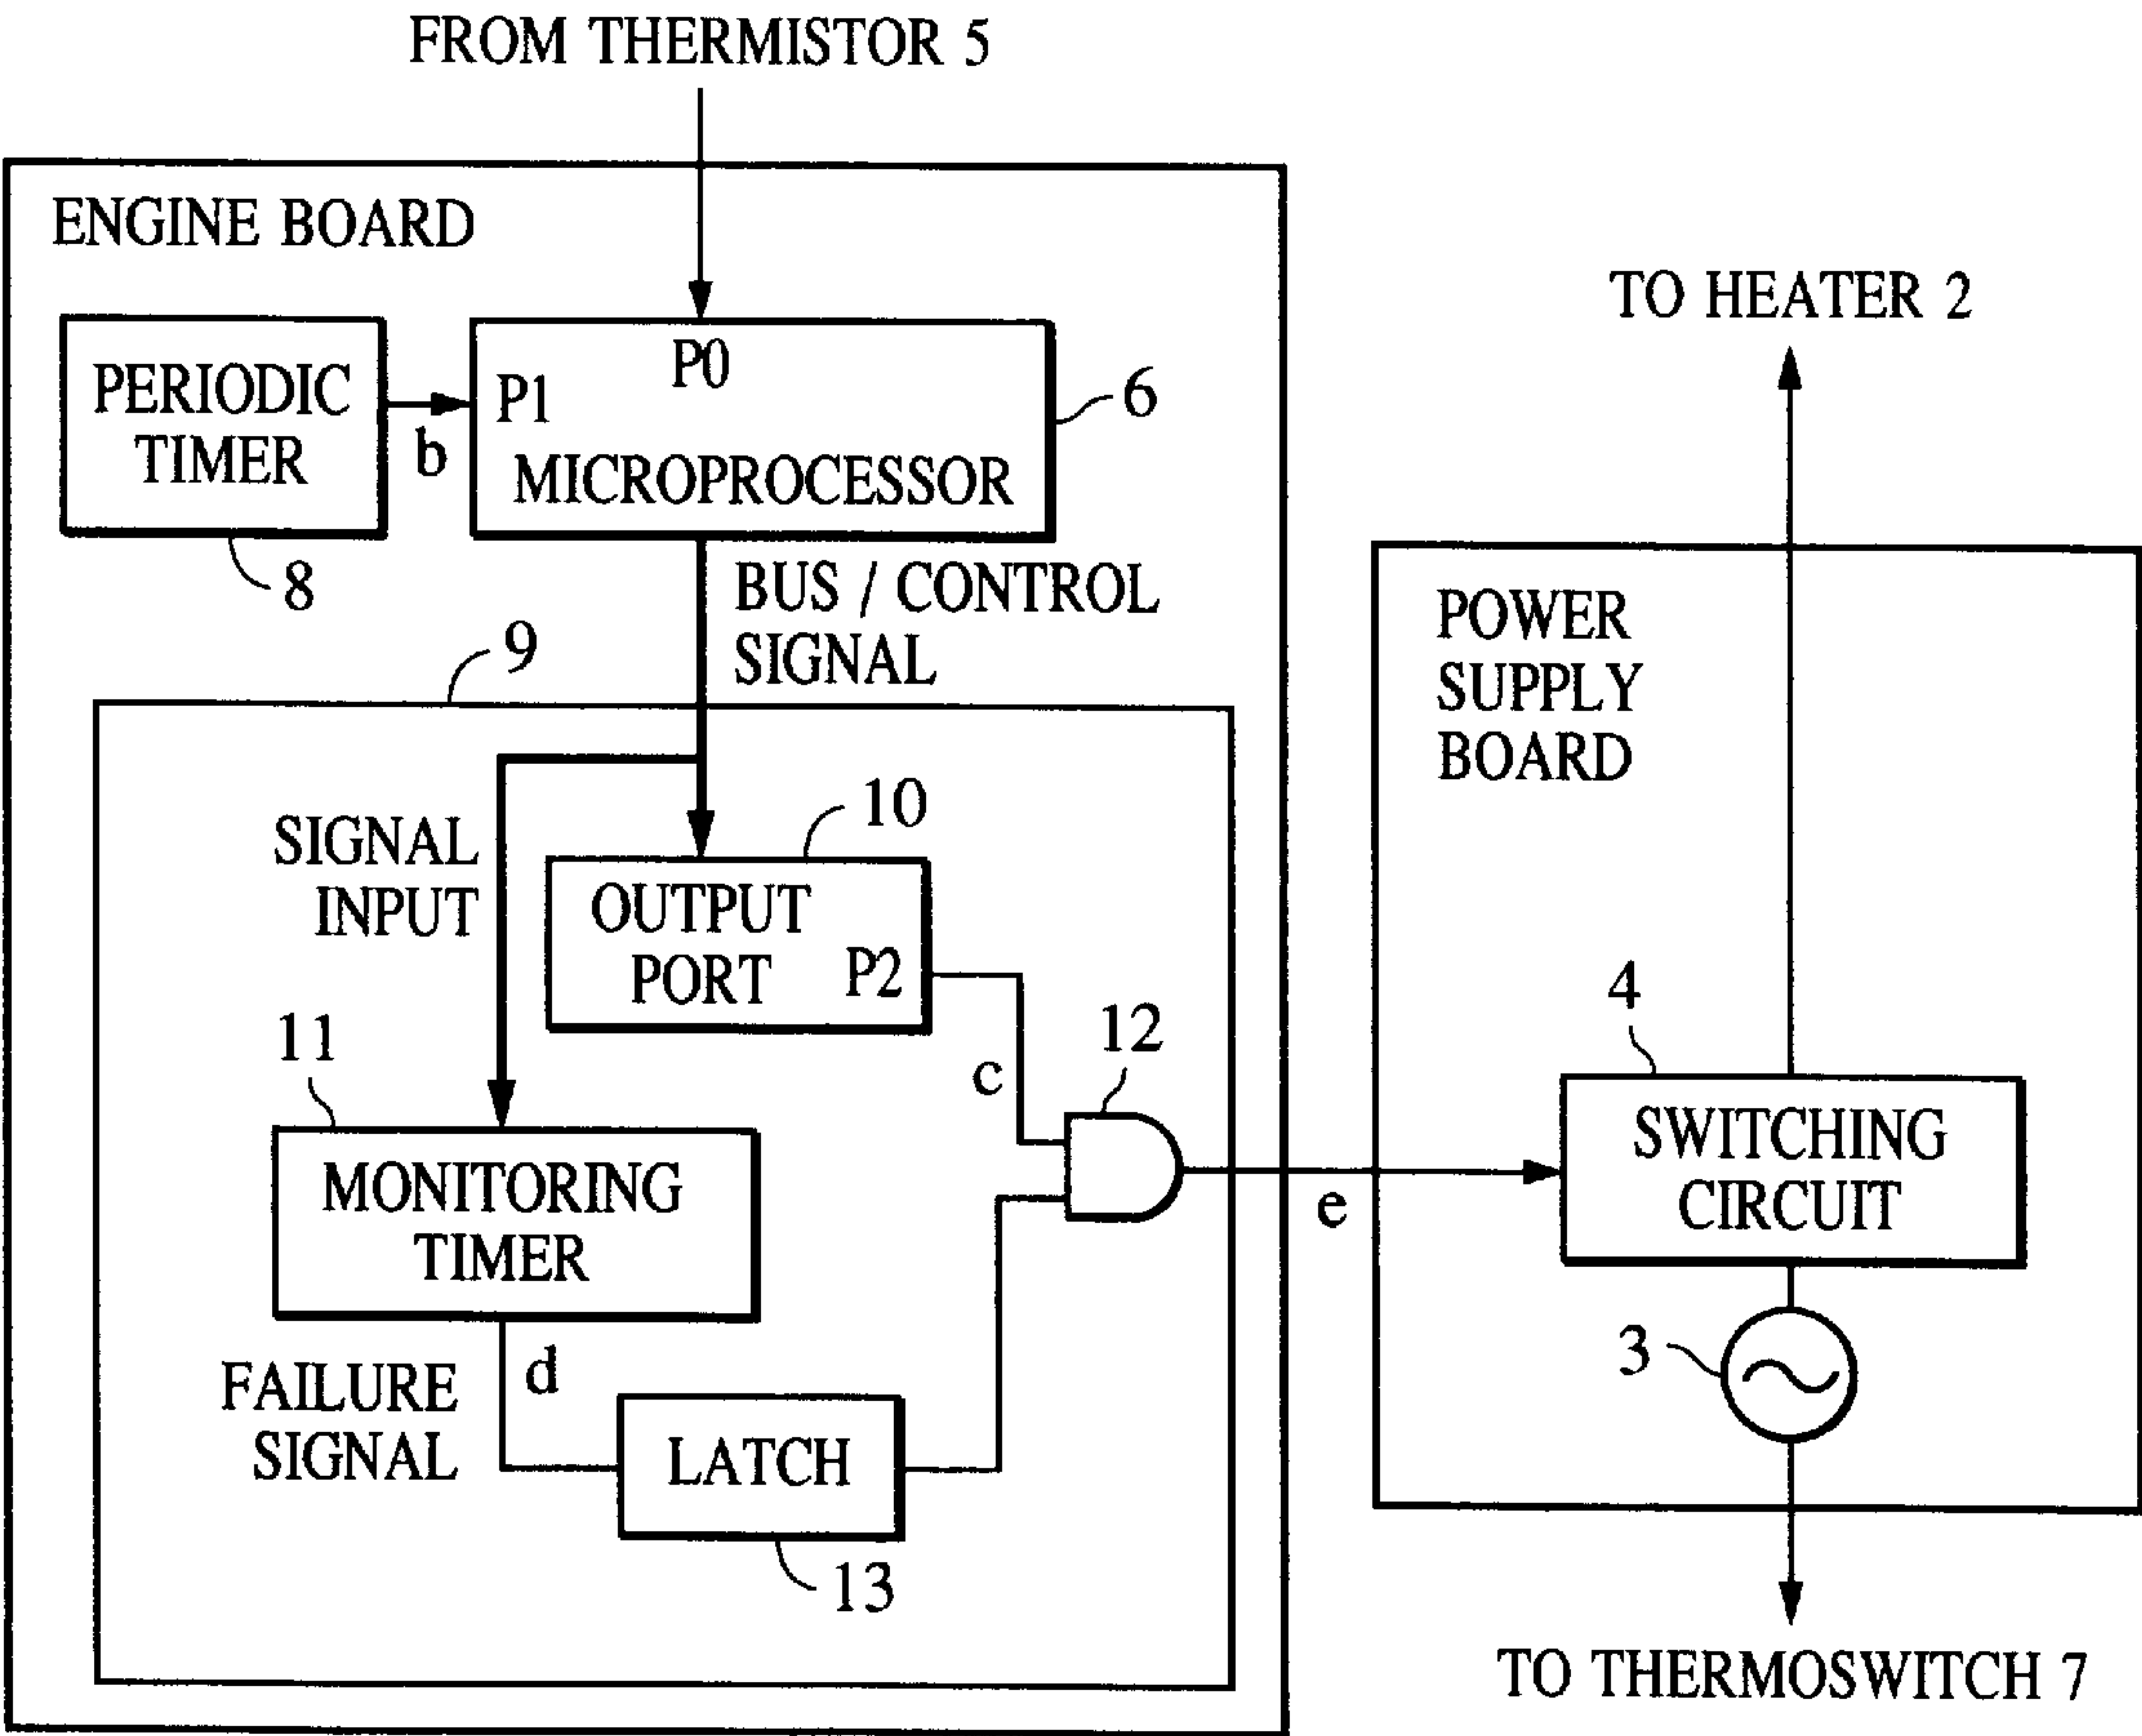 FROM THERMISTOR 5
ENGINE BOARD
PERIODIC
TIMER
8
b
P0
P1
MICROPROCESSOR
6
BUS / CONTROL
SIGNAL
9
SIGNAL
INPUT
10
OUTPUT
PORT
P2
11
MONITORING
TIMER
c
12
FAILURE
SIGNAL
d
LATCH
13
e
TO HEATER 2
POWER
SUPPLY
BOARD
4
SWITCHING
CIRCUIT
3
TO THERMOSWITCH 7